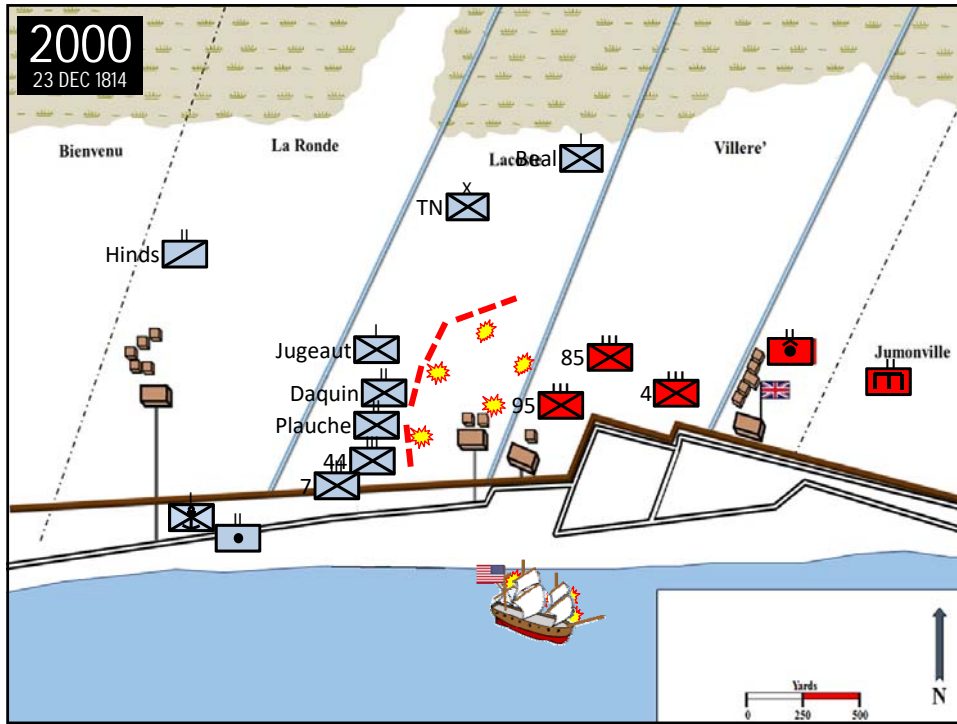 2000
23 DEC 1814
Bienvenu
La Ronde
Lacoste
Villere'
Beal
X
TN
Hinds
Jugeaut
85
Jumonville
Daquin
95
4
Plauche
44
7
Yards
0 250 500
N